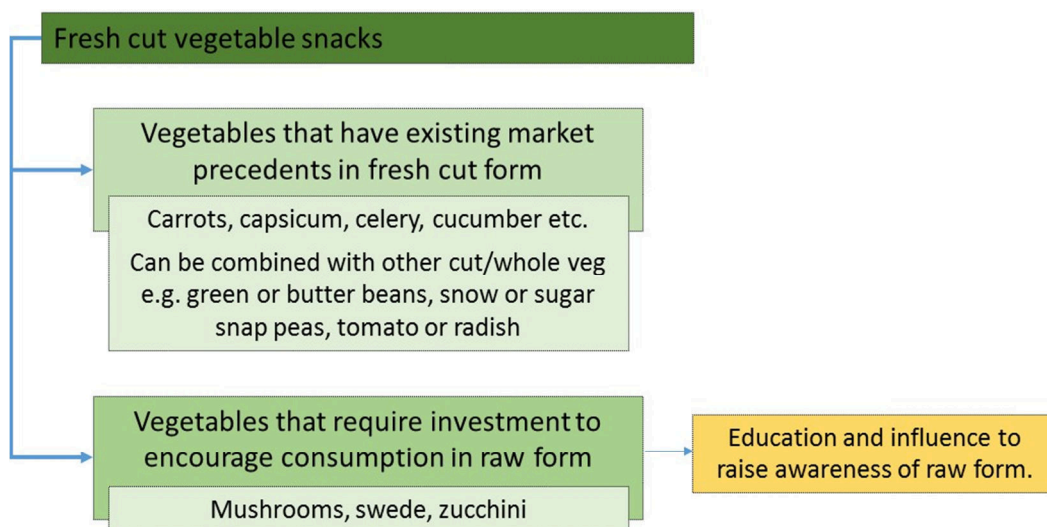 Fresh cut vegetable snacks
Vegetables that have existing market
precedents in fresh cut form
Carrots, capsicum, celery, cucumber etc.
Can be combined with other cut/whole veg
e.g. green or butter beans, snow or sugar
snap peas, tomato or radish
Vegetables that require investment to
encourage consumption in raw form
Mushrooms, swede, zucchini
Education and influence to
raise awareness of raw form.